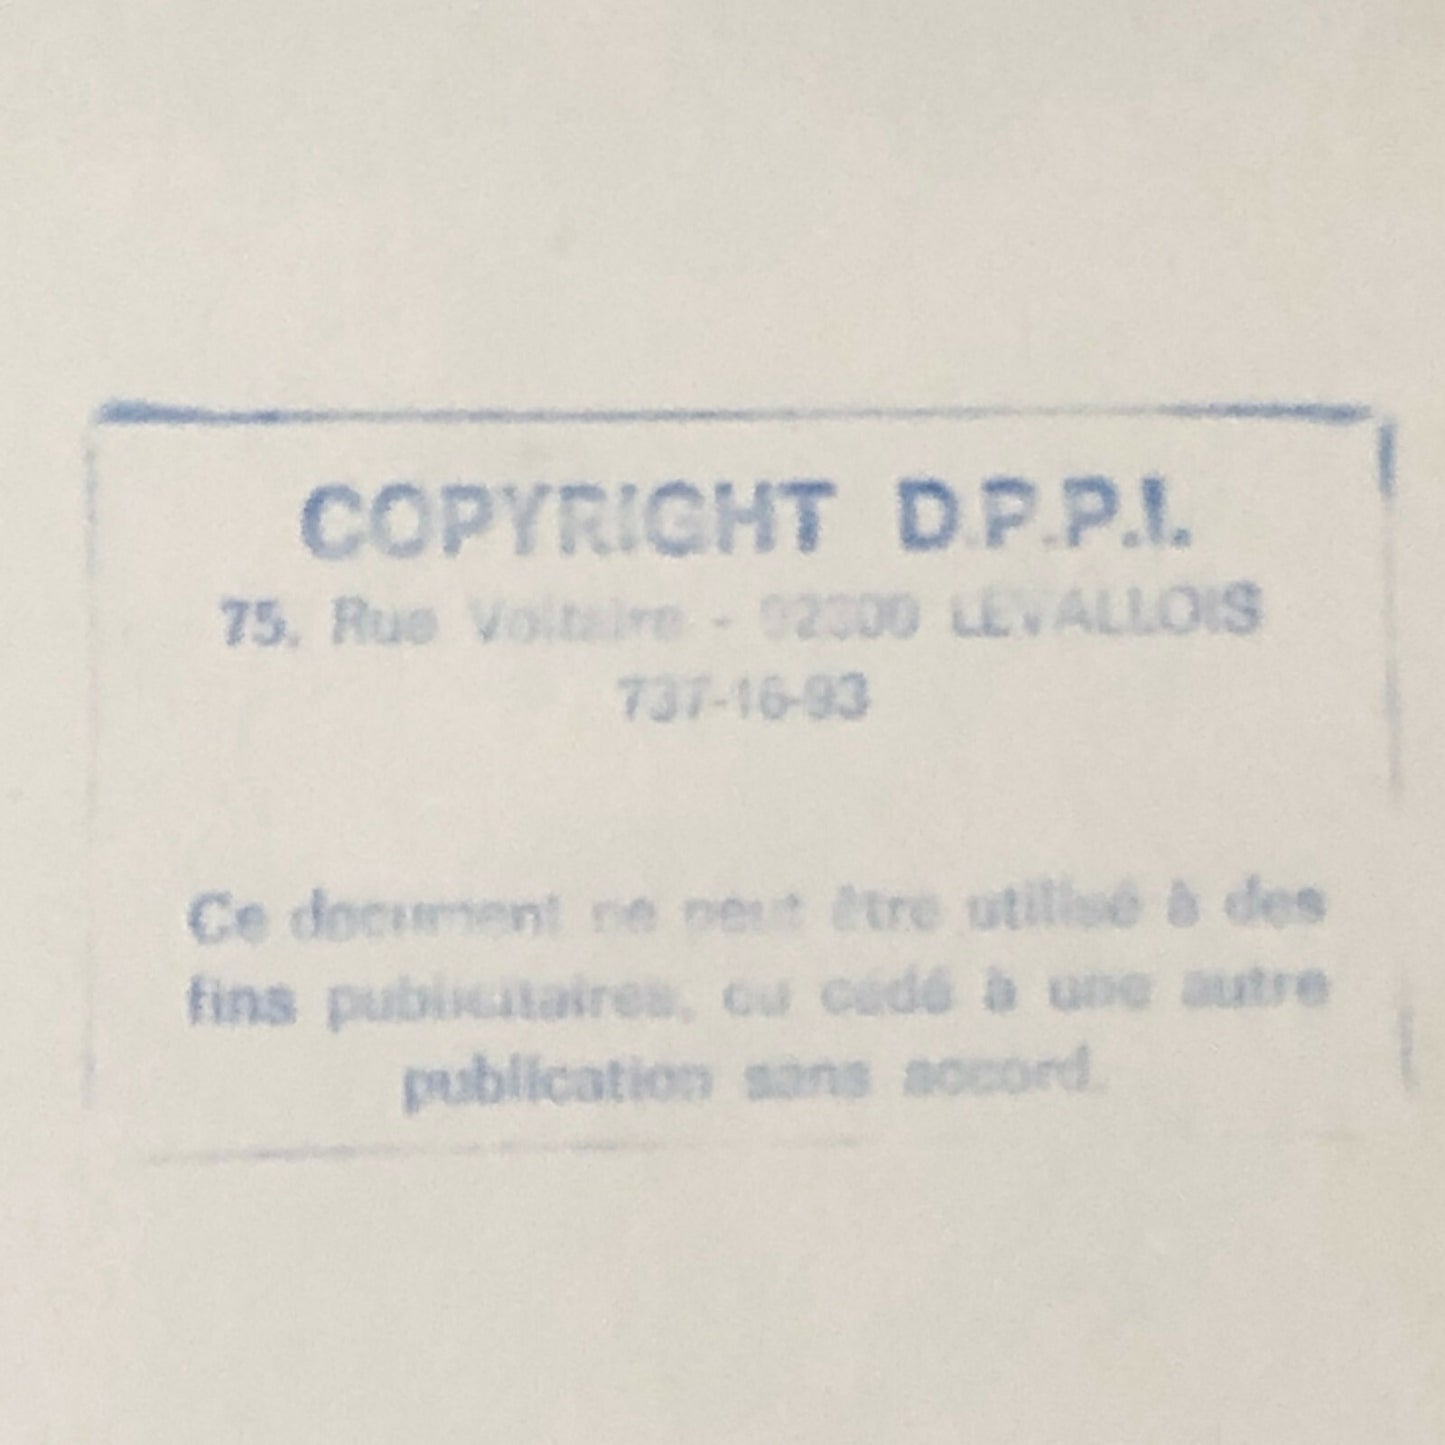 COPYRIGHT D.P.P.I.
75, Rue Voltaire - 92300 LEVALLOIS
737-16-93
Ce document ne peut être utilisé à des
fins publicitaires, ou cédé à une autre
publication sans accord.